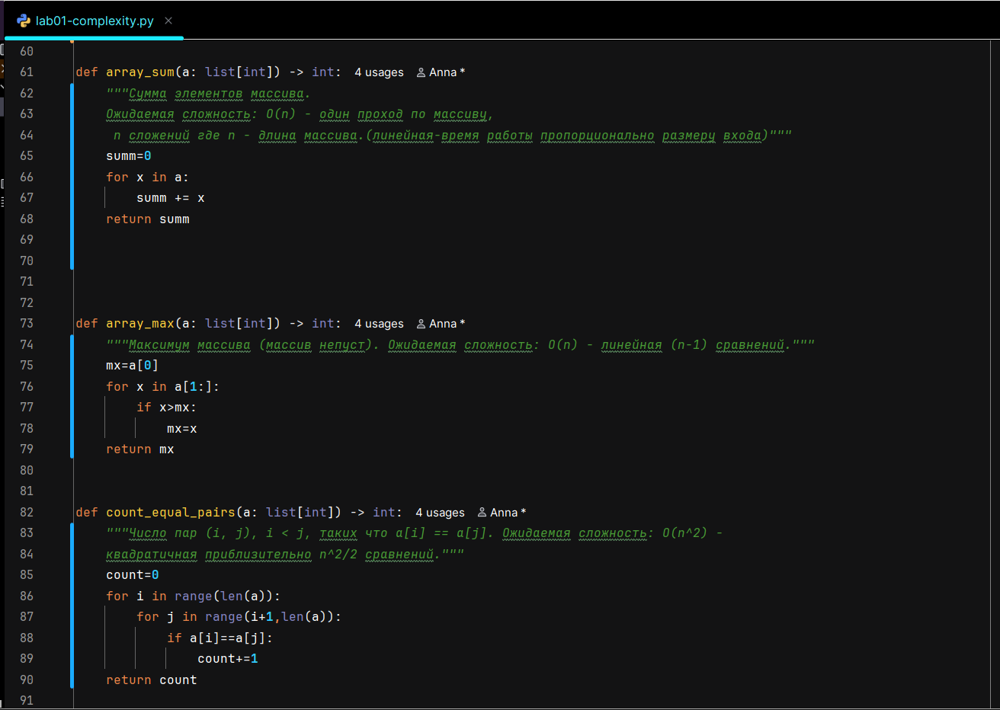 lab01-complexity.py
60
61 def array_sum(a: list[int]) -> int: 4 usages Anna *
62 """Сумма элементов массива.
63 Ожидаемая сложность: O(n) - один проход по массиву,
64 n сложений где n - длина массива.(линейная-время работы пропорционально размеру входа)"""
65 summ=0
66 for x in a:
67 summ += x
68 return summ
69
70
71
72
73 def array_max(a: list[int]) -> int: 4 usages Anna *
74 """Максимум массива (массив непуст). Ожидаемая сложность: O(n) - линейная (n-1) сравнений."""
75 mx=a[0]
76 for x in a[1:]:
77 if x>mx:
78 mx=x
79 return mx
80
81
82 def count_equal_pairs(a: list[int]) -> int: 4 usages Anna *
83 """Число пар (i, j), i < j, таких что a[i] == a[j]. Ожидаемая сложность: O(n^2) -
84 квадратичная приблизительно n^2/2 сравнений."""
85 count=0
86 for i in range(len(a)):
87 for j in range(i+1,len(a)):
88 if a[i]==a[j]:
89 count+=1
90 return count
91